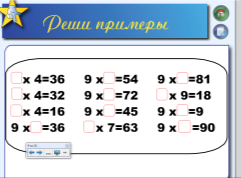 Реши примеры
□ х 4=36 9 х□=54 9 х□=81
□ х 4=32 9 х□=72 □ х 9=18
□ х 4=16 9 х□=45 9 х□=9
9 х□=36 □ х 7=63 9 х□=90